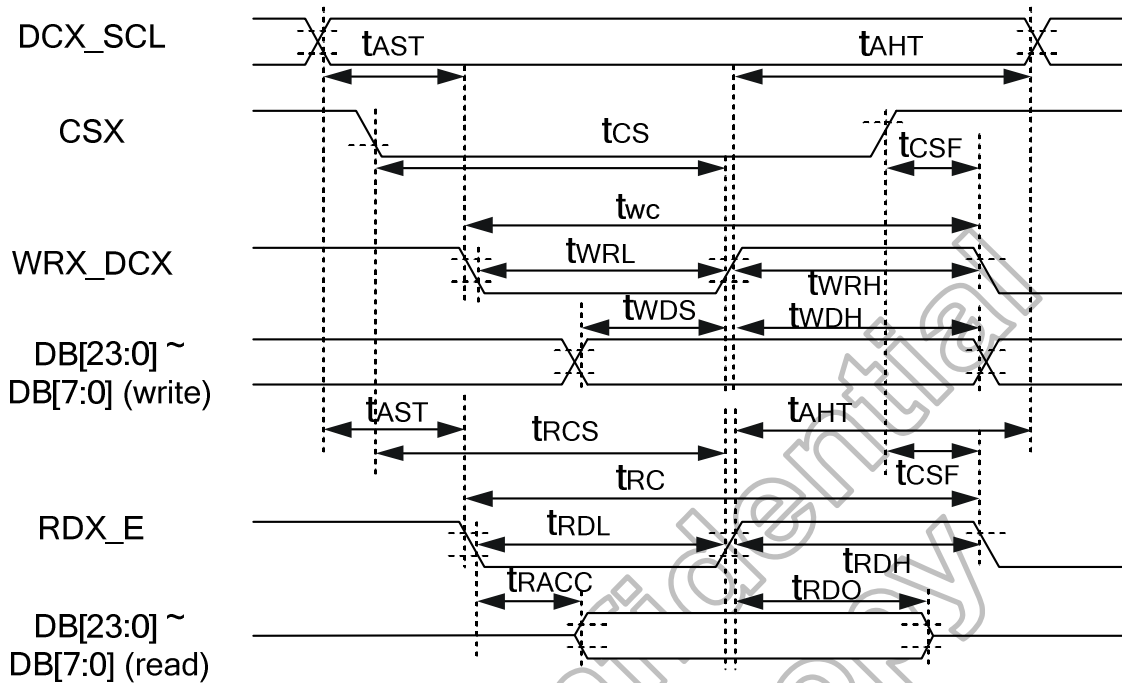 DCX_SCL
tAST
tAHT
CSX
tCS
tCSF
twc
WRX_DCX
tWRL
tWRH
tWDS
tWDH
DB[23:0] ~
DB[7:0] (write)
tAST
tRCS
tAHT
tCSF
tRC
RDX_E
tRDL
tRDH
tRACC
tRDO
DB[23:0] ~
DB[7:0] (read)